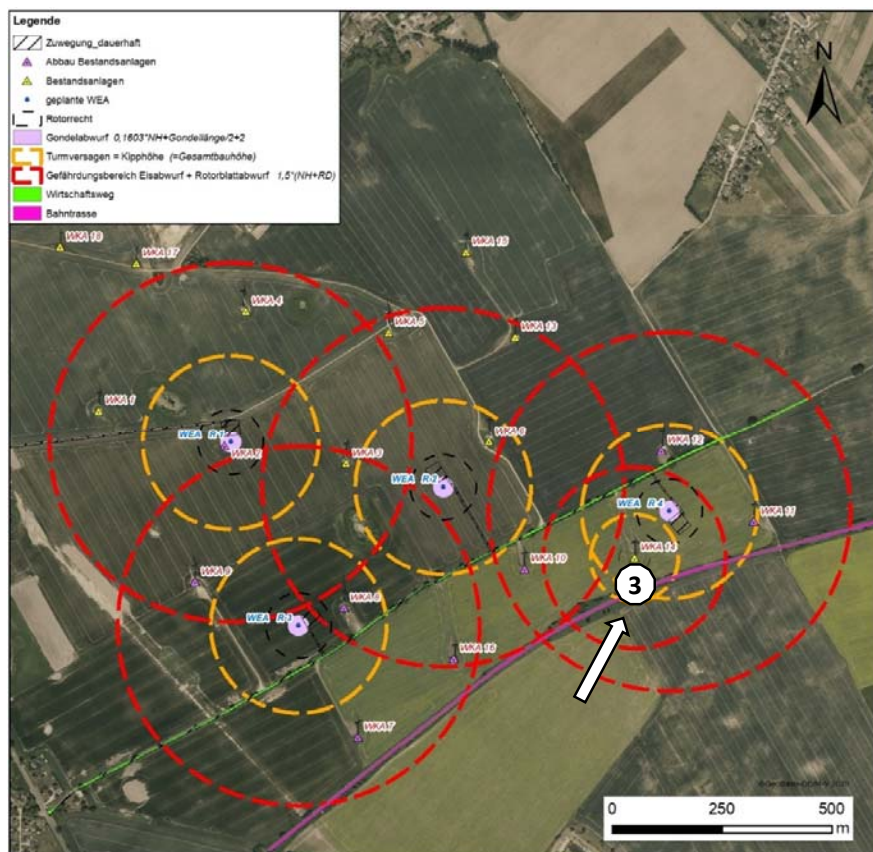 Legende
Zuwegung_dauerhaft
Abbau Bestandsanlagen
Bestandsanlagen
geplante WEA
Rotorrecht
Gondelabwurf 0,1603*NH+Gondellänge/2+2
Turmversagen = Kipphöhe (=Gesamtbauhöhe)
Gefährdungsbereich Eisabwurf + Rotorblattabwurf 1,5*(NH+RD)
Wirtschaftsweg
Bahntrasse
N
WKA 18
WKA 17
WKA 15
WKA 4
WKA 5
WKA 13
WKA 1
WEA R-1
WKA 2
WKA 3
WKA 6
WKA 12
WEA R-2
WEA R-4
WKA 11
WKA 14
WKA 10
WKA 9
WKA 8
WEA R-3
3
WKA 16
WKA 7
0 250 500
m